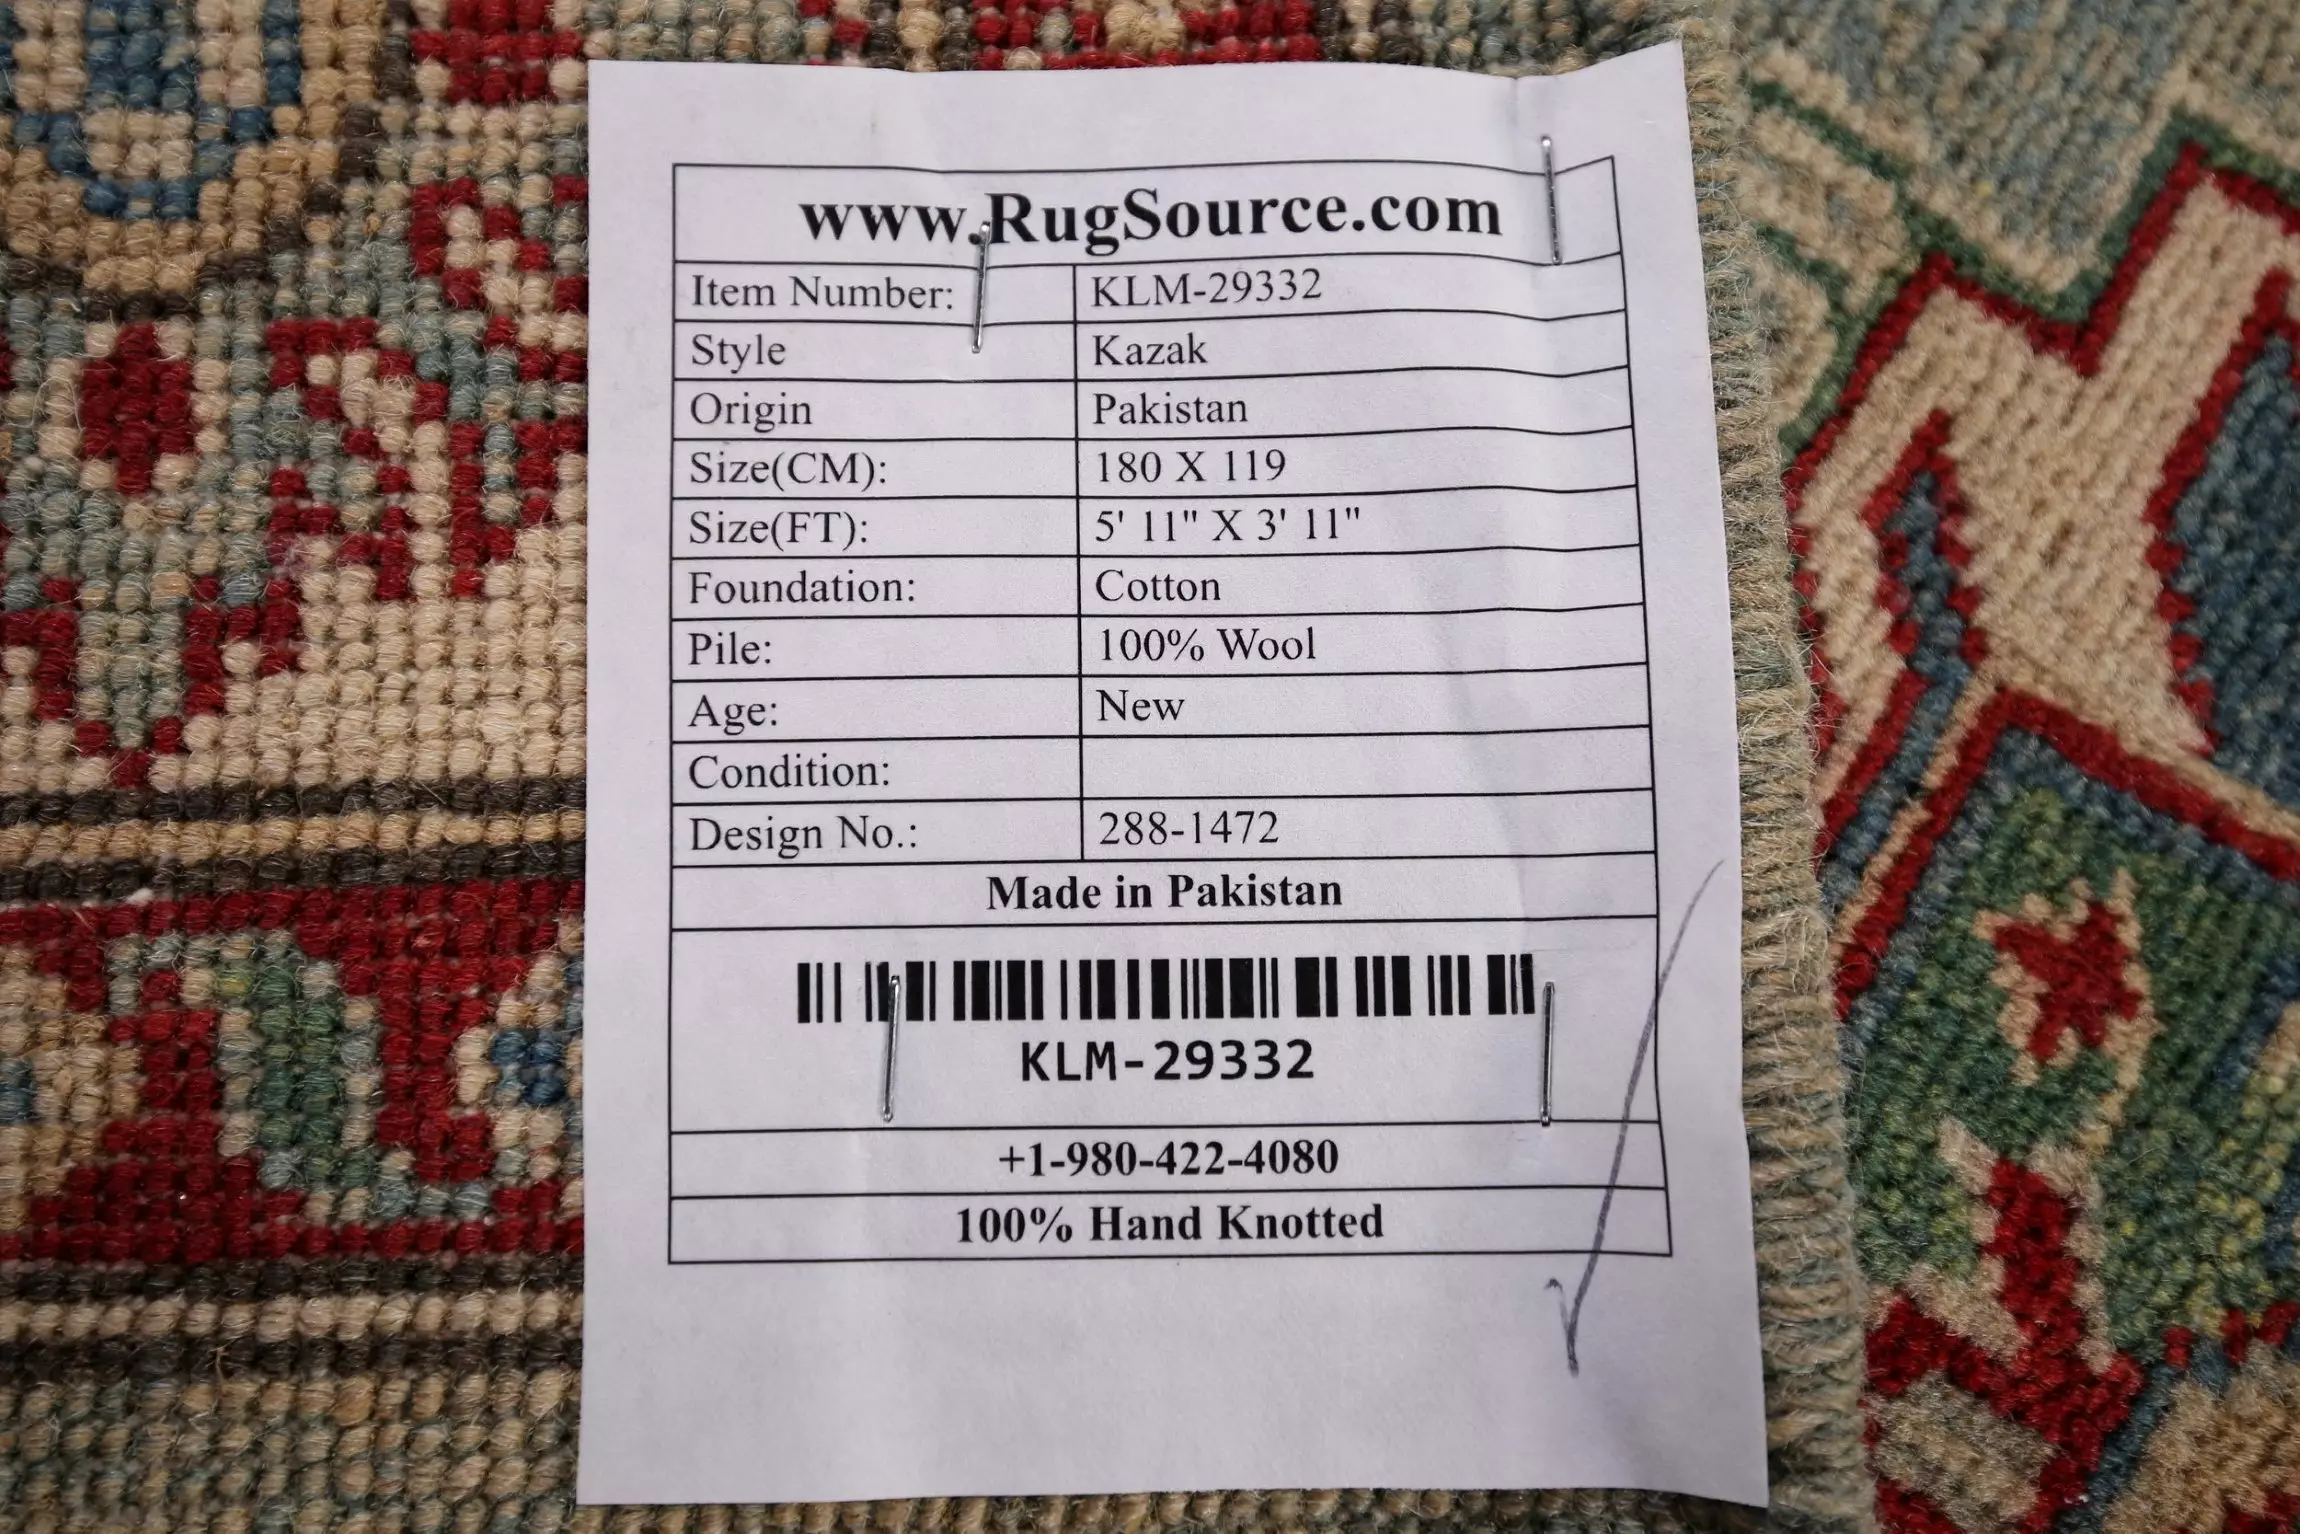 www.RugSource.com
Item Number: KLM-29332
Style Kazak
Origin Pakistan
Size(CM): 180 X 119
Size(FT): 5' 11" X 3' 11"
Foundation: Cotton
Pile: 100% Wool
Age: New
Condition:
Design No.: 288-1472
Made in Pakistan
KLM-29332
+1-980-422-4080
100% Hand Knotted